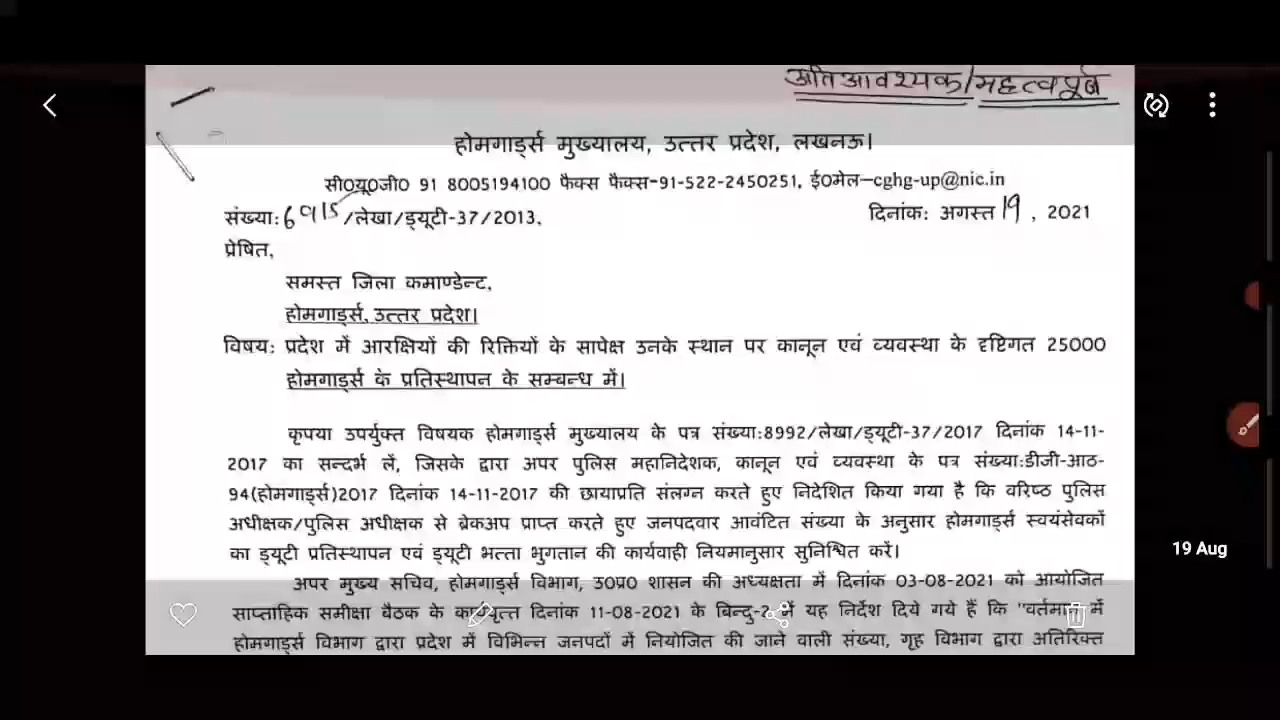 अति आवश्यक/महत्वपूर्ण
होमगार्ड्स मुख्यालय, उत्तर प्रदेश, लखनऊ।
सी0यू0जी0 91 8005194100 फैक्स फैक्स-91-522-2450251, ई0मेल-cghg-up@nic.in
संख्या: 6915/लेखा/ड्यूटी-37/2013, दिनांक: अगस्त 19, 2021
प्रेषित,
समस्त जिला कमाण्डेन्ट,
होमगार्ड्स, उत्तर प्रदेश।
विषय: प्रदेश में आरक्षियों की रिक्तियों के सापेक्ष उनके स्थान पर कानून एवं व्यवस्था के दृष्टिगत 25000
होमगार्ड्स के प्रतिस्थापन के सम्बन्ध में।
कृपया उपर्युक्त विषयक होमगार्ड्स मुख्यालय के पत्र संख्या:8992/लेखा/ड्यूटी-37/2017 दिनांक 14-11-
2017 का सन्दर्भ लें, जिसके द्वारा अपर पुलिस महानिदेशक, कानून एवं व्यवस्था के पत्र संख्या:डीजी-आठ-
94(होमगार्ड्स)2017 दिनांक 14-11-2017 की छायाप्रति संलग्न करते हुए निदेशित किया गया है कि वरिष्ठ पुलिस
अधीक्षक/पुलिस अधीक्षक से ब्रेकअप प्राप्त करते हुए जनपदवार आवंटित संख्या के अनुसार होमगार्ड्स स्वयंसेवकों
का ड्यूटी प्रतिस्थापन एवं ड्यूटी भत्ता भुगतान की कार्यवाही नियमानुसार सुनिश्चित करें।
अपर मुख्य सचिव, होमगार्ड्स विभाग, उ0प्र0 शासन की अध्यक्षता में दिनांक 03-08-2021 को आयोजित
साप्ताहिक समीक्षा बैठक के कार्यवृत्त दिनांक 11-08-2021 के बिन्दु-2 में यह निर्देश दिये गये हैं कि "वर्तमान में
होमगार्ड्स विभाग द्वारा प्रदेश में विभिन्न जनपदों में नियोजित की जाने वाली संख्या, गृह विभाग द्वारा अतिरिक्त
19 Aug